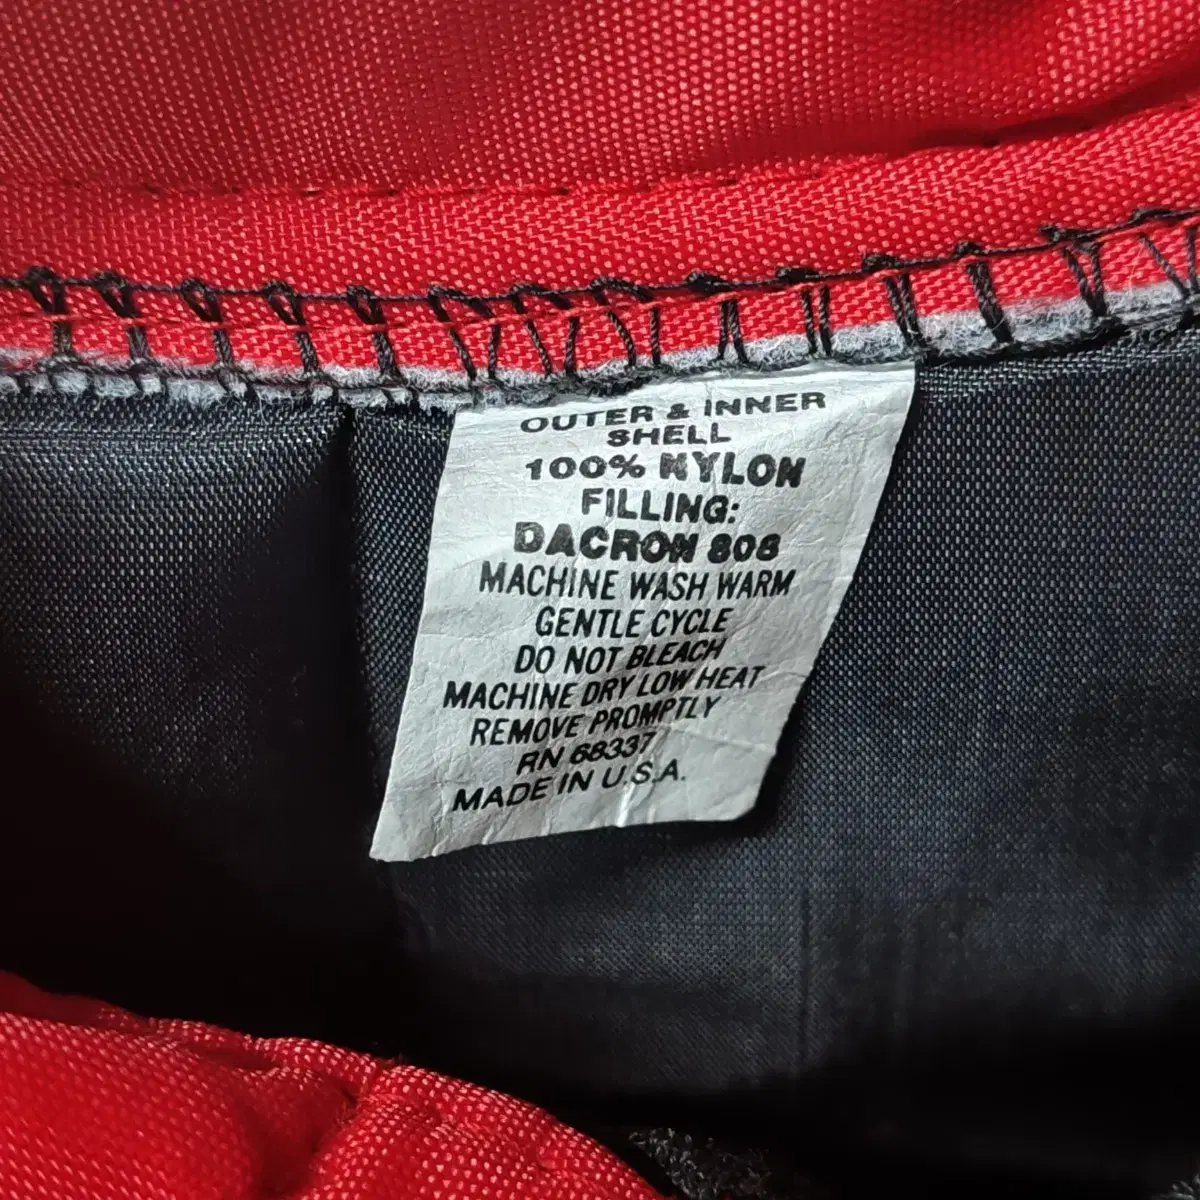 OUTER & INNER
SHELL
100% NYLON
FILLING:
DACRON 808
MACHINE WASH WARM
GENTLE CYCLE
DO NOT BLEACH
MACHINE DRY LOW HEAT
REMOVE PROMPTLY
RN 68337
MADE IN U.S.A.